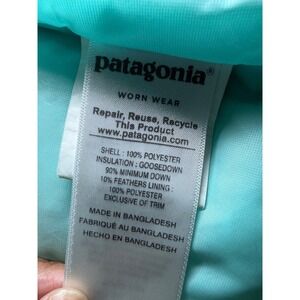 patagonia®
WORN WEAR
Repair, Reuse, Recycle
This Product
www.patagonia.com
SHELL : 100% POLYESTER
INSULATION : GOOSEDOWN
90% MINIMUM DOWN
10% FEATHERS LINING :
100% POLYESTER
EXCLUSIVE OF TRIM
MADE IN BANGLADESH
FABRIQUÉ AU BANGLADESH
HECHO EN BANGLADESH